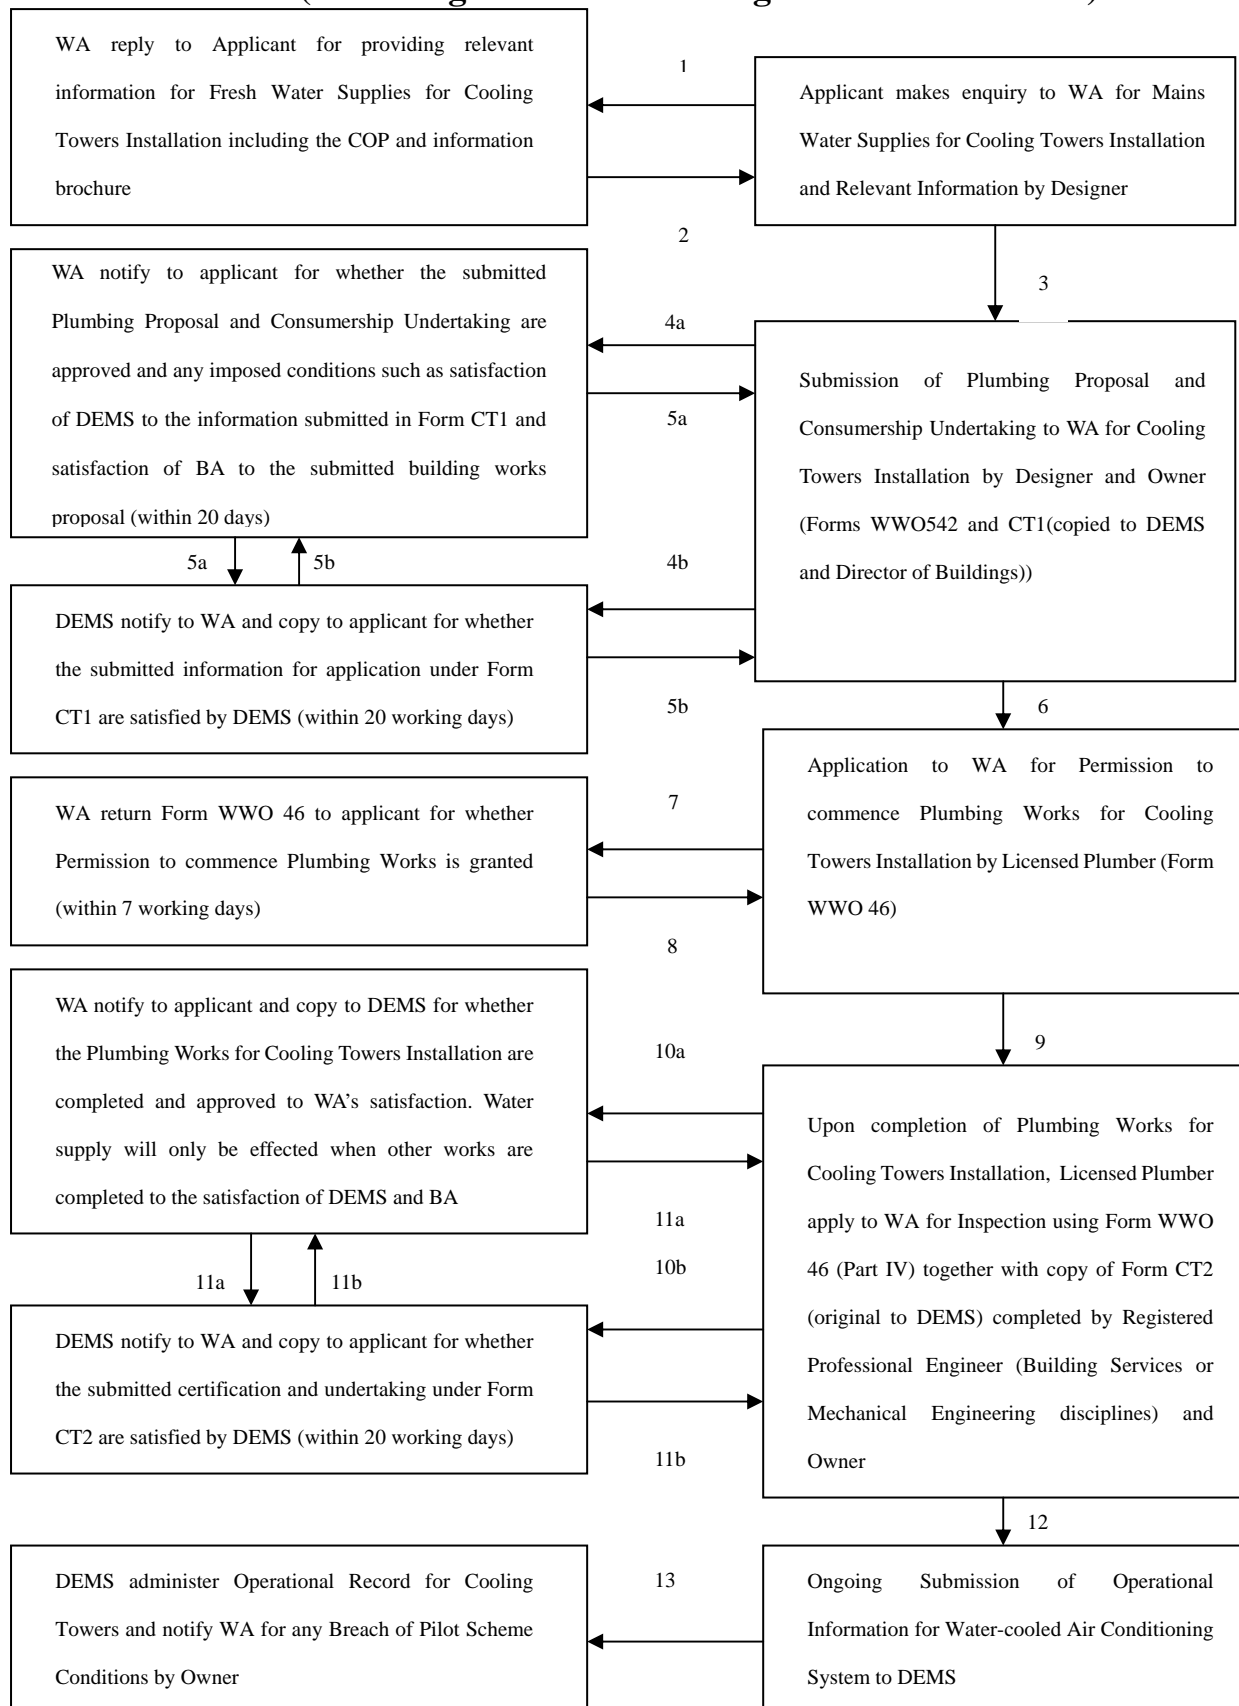 WA reply to Applicant for providing relevant
information for Fresh Water Supplies for Cooling
Towers Installation including the COP and information
brochure
1
Applicant makes enquiry to WA for Mains
Water Supplies for Cooling Towers Installation
and Relevant Information by Designer
2
3
WA notify to applicant for whether the submitted
Plumbing Proposal and Consumership Undertaking are
approved and any imposed conditions such as satisfaction
of DEMS to the information submitted in Form CT1 and
satisfaction of BA to the submitted building works
proposal (within 20 days)
4a
5a
Submission of Plumbing Proposal and
Consumership Undertaking to WA for Cooling
Towers Installation by Designer and Owner
(Forms WWO542 and CT1(copied to DEMS
and Director of Buildings))
5a
5b
4b
DEMS notify to WA and copy to applicant for whether
the submitted information for application under Form
CT1 are satisfied by DEMS (within 20 working days)
5b
6
WA return Form WWO 46 to applicant for whether
Permission to commence Plumbing Works is granted
(within 7 working days)
7
8
Application to WA for Permission to
commence Plumbing Works for Cooling
Towers Installation by Licensed Plumber (Form
WWO 46)
9
WA notify to applicant and copy to DEMS for whether
the Plumbing Works for Cooling Towers Installation are
completed and approved to WA's satisfaction. Water
supply will only be effected when other works are
completed to the satisfaction of DEMS and BA
10a
11a
10b
Upon completion of Plumbing Works for
Cooling Towers Installation, Licensed Plumber
apply to WA for Inspection using Form WWO
46 (Part IV) together with copy of Form CT2
(original to DEMS) completed by Registered
Professional Engineer (Building Services or
Mechanical Engineering disciplines) and
Owner
11a
11b
DEMS notify to WA and copy to applicant for whether
the submitted certification and undertaking under Form
CT2 are satisfied by DEMS (within 20 working days)
11b
12
DEMS administer Operational Record for Cooling
Towers and notify WA for any Breach of Pilot Scheme
Conditions by Owner
13
Ongoing Submission of Operational
Information for Water-cooled Air Conditioning
System to DEMS